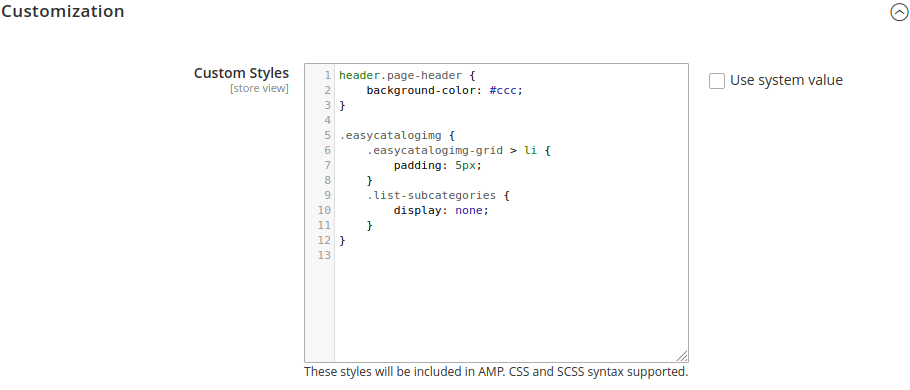 Customization
Custom Styles
[store view]
1 header.page-header {
2     background-color: #ccc;
3 }
4
5 .easycatalogimg {
6     .easycatalogimg-grid > li {
7         padding: 5px;
8     }
9     .list-subcategories {
10         display: none;
11     }
12 }
13
Use system value
These styles will be included in AMP. CSS and SCSS syntax supported.